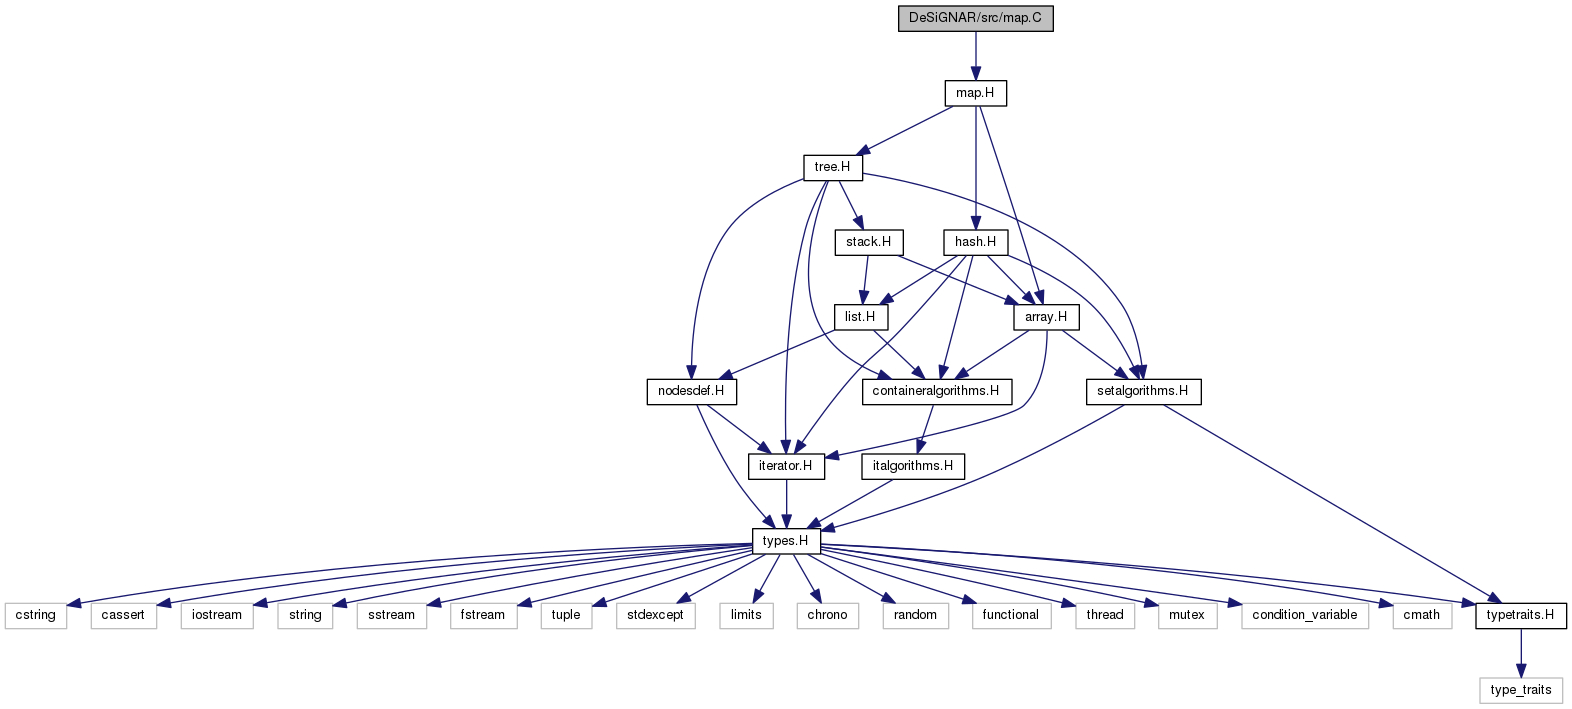 DeSiGNAR/src/map.C
map.H
tree.H
stack.H
hash.H
list.H
array.H
nodesdef.H
containeralgorithms.H
setalgorithms.H
iterator.H
italgorithms.H
types.H
cstring
cassert
iostream
string
sstream
fstream
tuple
stdexcept
limits
chrono
random
functional
thread
mutex
condition_variable
cmath
typetraits.H
type_traits